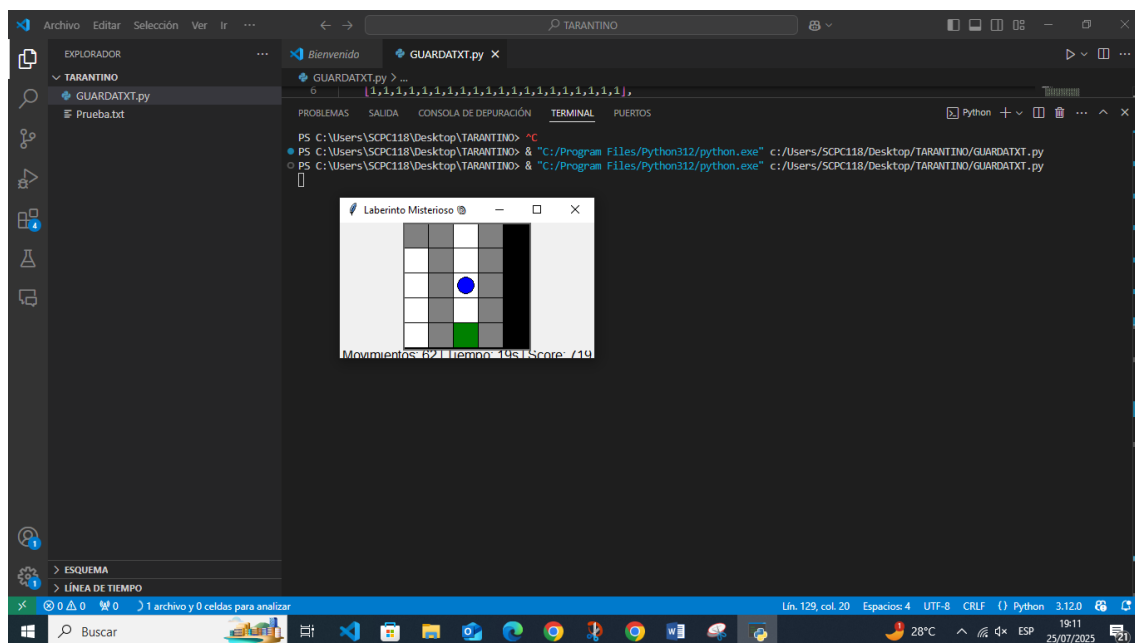 Archivo Editar Selección Ver Ir ··· TARANTINO
EXPLORADOR
Bienvenido GUARDATXT.py
TARANTINO
GUARDATXT.py > ...
GUARDATXT.py
Prueba.txt
6 [1,1,1,1,1,1,1,1,1,1,1,1,1,1,1,1,1,1,1,1,1],
PROBLEMAS SALIDA CONSOLA DE DEPURACIÓN TERMINAL PUERTOS Python
PS C:\Users\SCPC118\Desktop\TARANTINO> ^C
PS C:\Users\SCPC118\Desktop\TARANTINO> & "C:/Program Files/Python312/python.exe" c:/Users/SCPC118/Desktop/TARANTINO/GUARDATXT.py
PS C:\Users\SCPC118\Desktop\TARANTINO> & "C:/Program Files/Python312/python.exe" c:/Users/SCPC118/Desktop/TARANTINO/GUARDATXT.py
Laberinto Misterioso
Movimientos: 62 | Tiempo: 19s | Score: 719
4
1
1
> ESQUEMA
> LÍNEA DE TIEMPO
0 0 0 1 archivo y 0 celdas para analizar Lín. 129, col. 20 Espacios: 4 UTF-8 CRLF {} Python 3.12.0
Buscar 28°C ESP 19:11
25/07/2025 21